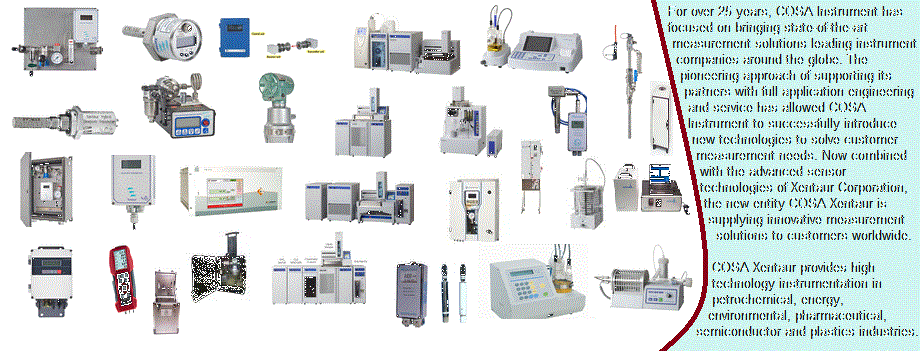 For over 25 years, COSA Instrument has
focused on bringing state-of-the-art
measurement solutions leading instrument
companies around the globe. The
pioneering approach of supporting its
partners with full application engineering
and service has allowed COSA
Instrument to successfully introduce
new technologies to solve customer
measurement needs. Now combined
with the advanced sensor
technologies of Xentaur Corporation,
the new entity COSA Xentaur is
supplying innovative measurement
solutions to customers worldwide.
COSA Xentaur provides high
technology instrumentation in
petrochemical, energy,
environmental, pharmaceutical,
semiconductor and plastics industries.